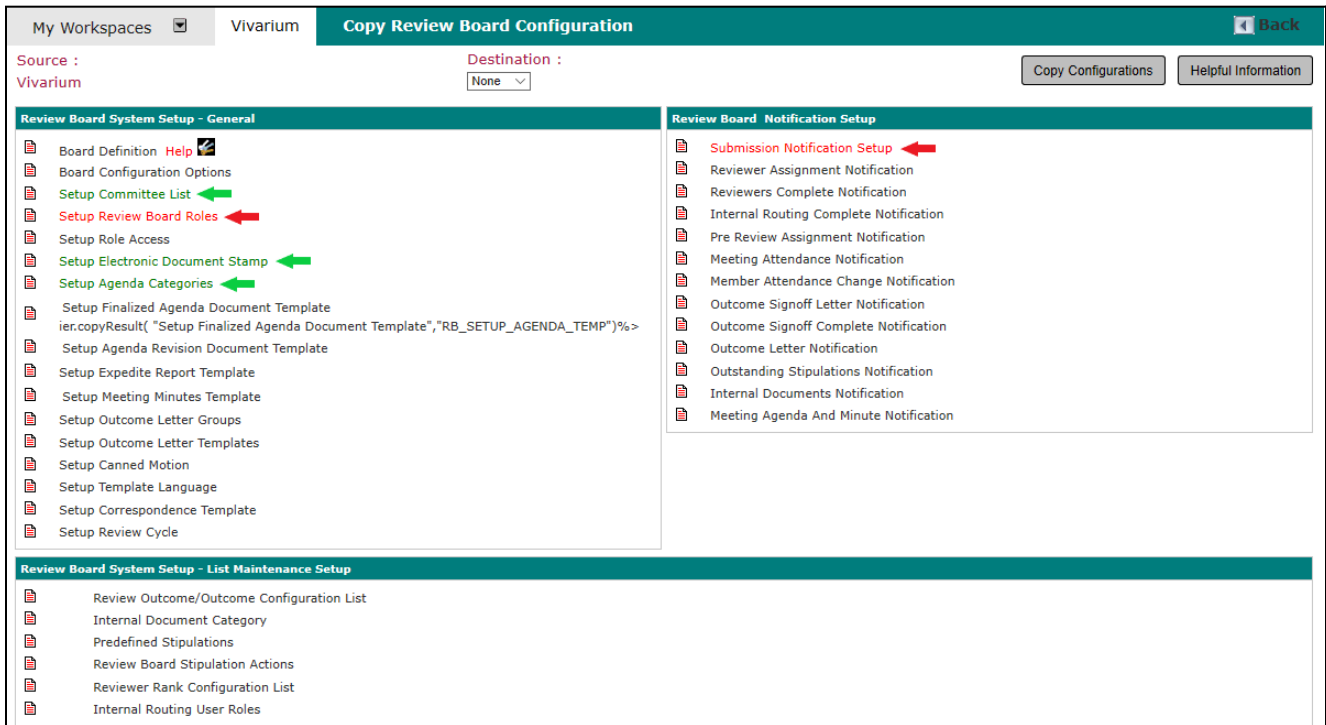 My Workspaces Vivarium Copy Review Board Configuration Back
Source : Destination :
Vivarium None Copy Configurations Helpful Information
Review Board System Setup - General
Board Definition Help
Board Configuration Options
Setup Committee List
Setup Review Board Roles
Setup Role Access
Setup Electronic Document Stamp
Setup Agenda Categories
Setup Finalized Agenda Document Template
ier.copyResult( "Setup Finalized Agenda Document Template","RB_SETUP_AGENDA_TEMP")%>
Setup Agenda Revision Document Template
Setup Expedite Report Template
Setup Meeting Minutes Template
Setup Outcome Letter Groups
Setup Outcome Letter Templates
Setup Canned Motion
Setup Template Language
Setup Correspondence Template
Setup Review Cycle
Review Board Notification Setup
Submission Notification Setup
Reviewer Assignment Notification
Reviewers Complete Notification
Internal Routing Complete Notification
Pre Review Assignment Notification
Meeting Attendance Notification
Member Attendance Change Notification
Outcome Signoff Letter Notification
Outcome Signoff Complete Notification
Outcome Letter Notification
Outstanding Stipulations Notification
Internal Documents Notification
Meeting Agenda And Minute Notification
Review Board System Setup - List Maintenance Setup
Review Outcome/Outcome Configuration List
Internal Document Category
Predefined Stipulations
Review Board Stipulation Actions
Reviewer Rank Configuration List
Internal Routing User Roles